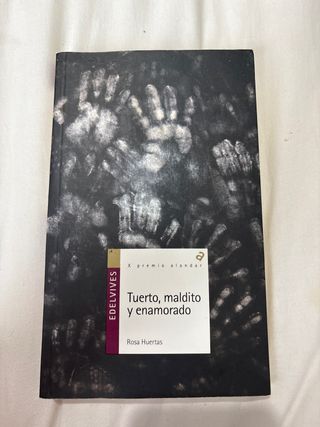 X premio alandar
a
EDELVIVES
Tuerto, maldito
y enamorado
Rosa Huertas